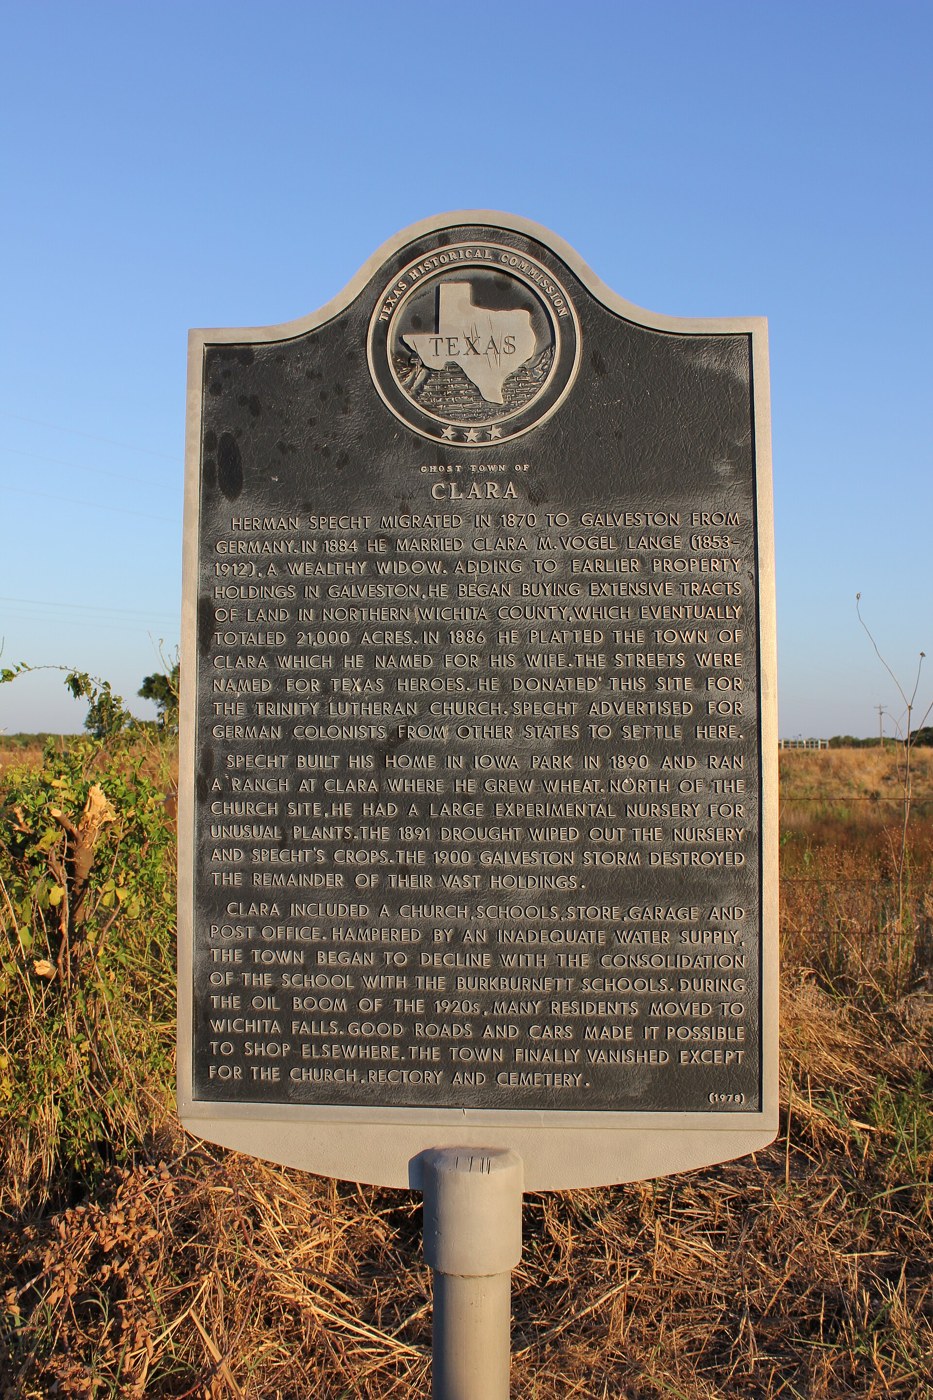 TEXAS HISTORICAL COMMISSION
TEXAS
GHOST TOWN OF
CLARA
HERMAN SPECHT MIGRATED IN 1870 TO GALVESTON FROM
GERMANY. IN 1884 HE MARRIED CLARA M. VOGEL LANGE (1853-
1912), A WEALTHY WIDOW. ADDING TO EARLIER PROPERTY
HOLDINGS IN GALVESTON, HE BEGAN BUYING EXTENSIVE TRACTS
OF LAND IN NORTHERN WICHITA COUNTY, WHICH EVENTUALLY
TOTALED 21,000 ACRES. IN 1886 HE PLATTED THE TOWN OF
CLARA WHICH HE NAMED FOR HIS WIFE. THE STREETS WERE
NAMED FOR TEXAS HEROES. HE DONATED THIS SITE FOR
THE TRINITY LUTHERAN CHURCH. SPECHT ADVERTISED FOR
GERMAN COLONISTS FROM OTHER STATES TO SETTLE HERE.
SPECHT BUILT HIS HOME IN IOWA PARK IN 1890 AND RAN
A RANCH AT CLARA WHERE HE GREW WHEAT. NORTH OF THE
CHURCH SITE, HE HAD A LARGE EXPERIMENTAL NURSERY FOR
UNUSUAL PLANTS. THE 1891 DROUGHT WIPED OUT THE NURSERY
AND SPECHT'S CROPS. THE 1900 GALVESTON STORM DESTROYED
THE REMAINDER OF THEIR VAST HOLDINGS.
CLARA INCLUDED A CHURCH, SCHOOLS, STORE, GARAGE AND
POST OFFICE. HAMPERED BY AN INADEQUATE WATER SUPPLY,
THE TOWN BEGAN TO DECLINE WITH THE CONSOLIDATION
OF THE SCHOOL WITH THE BURKBURNETT SCHOOLS. DURING
THE OIL BOOM OF THE 1920s, MANY RESIDENTS MOVED TO
WICHITA FALLS. GOOD ROADS AND CARS MADE IT POSSIBLE
TO SHOP ELSEWHERE. THE TOWN FINALLY VANISHED EXCEPT
FOR THE CHURCH, RECTORY AND CEMETERY.
(1978)